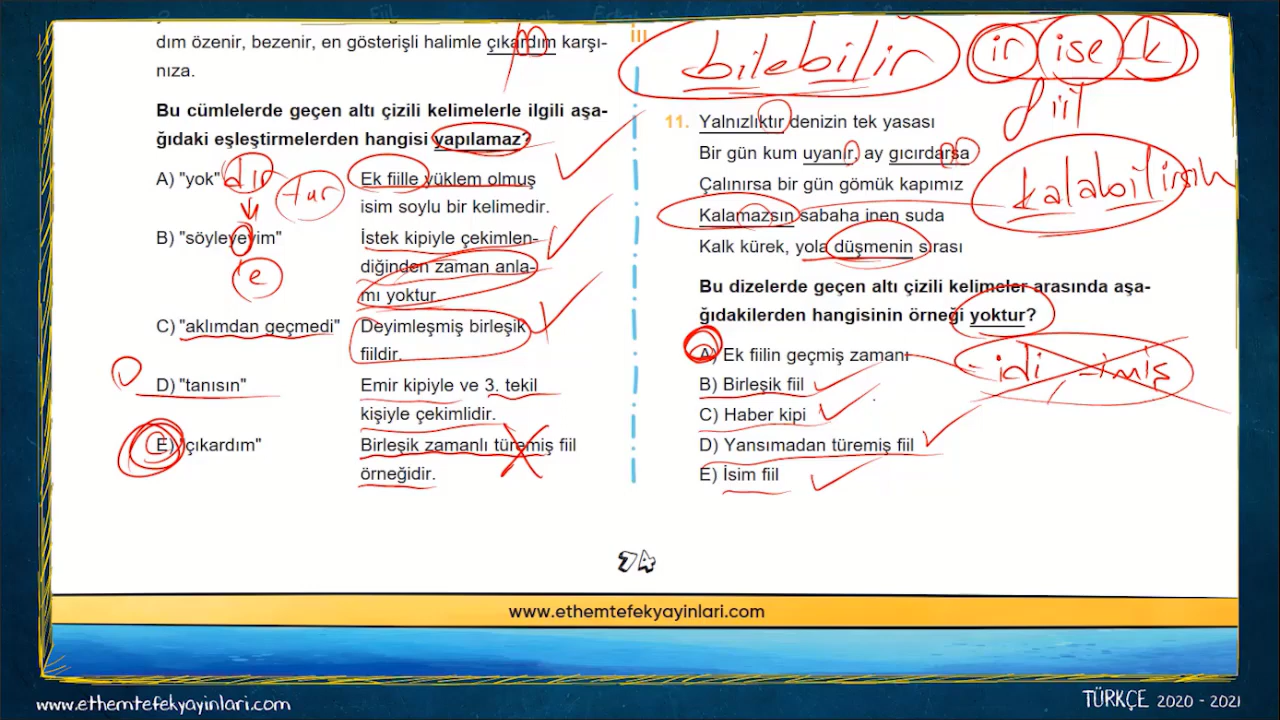 dım özenir, bezenir, en gösterişli halimle çıkardım karşı-
nıza.
Bu cümlelerde geçen altı çizili kelimelerle ilgili aşa-
ğıdaki eşleştirmelerden hangisi yapılamaz?
A) "yok" dır tur Ek fiille yüklem olmuş
isim soylu bir kelimedir.
B) "söyleyeyim" İstek kipiyle çekimlen-
diğinden zaman anla-
e
mı yoktur.
C) "aklımdan geçmedi" Deyimleşmiş birleşik
fiildir.
D) "tanısın" Emir kipiyle ve 3. tekil
kişiyle çekimlidir.
E) "çıkardım" Birleşik zamanlı türemiş fiil
örneğidir.
III
bilebilir ir ise k
fiil
11. Yalnızlıktır denizin tek yasası
Bir gün kum uyanır, ay gıcırdarsa
Çalınırsa bir gün gömük kapımız
kalabilirsin
Kalamazsın sabaha inen suda
Kalk kürek, yola düşmenin sırası
Bu dizelerde geçen altı çizili kelimeler arasında aşa-
ğıdakilerden hangisinin örneği yoktur?
A) Ek fiilin geçmiş zamanı - idi - imiş
B) Birleşik fiil
C) Haber kipi
D) Yansımadan türemiş fiil
E) İsim fiil
74
www.ethemtefekyayinlari.com
www.ethemtefekyayinlari.com
TÜRKÇE 2020 - 2021